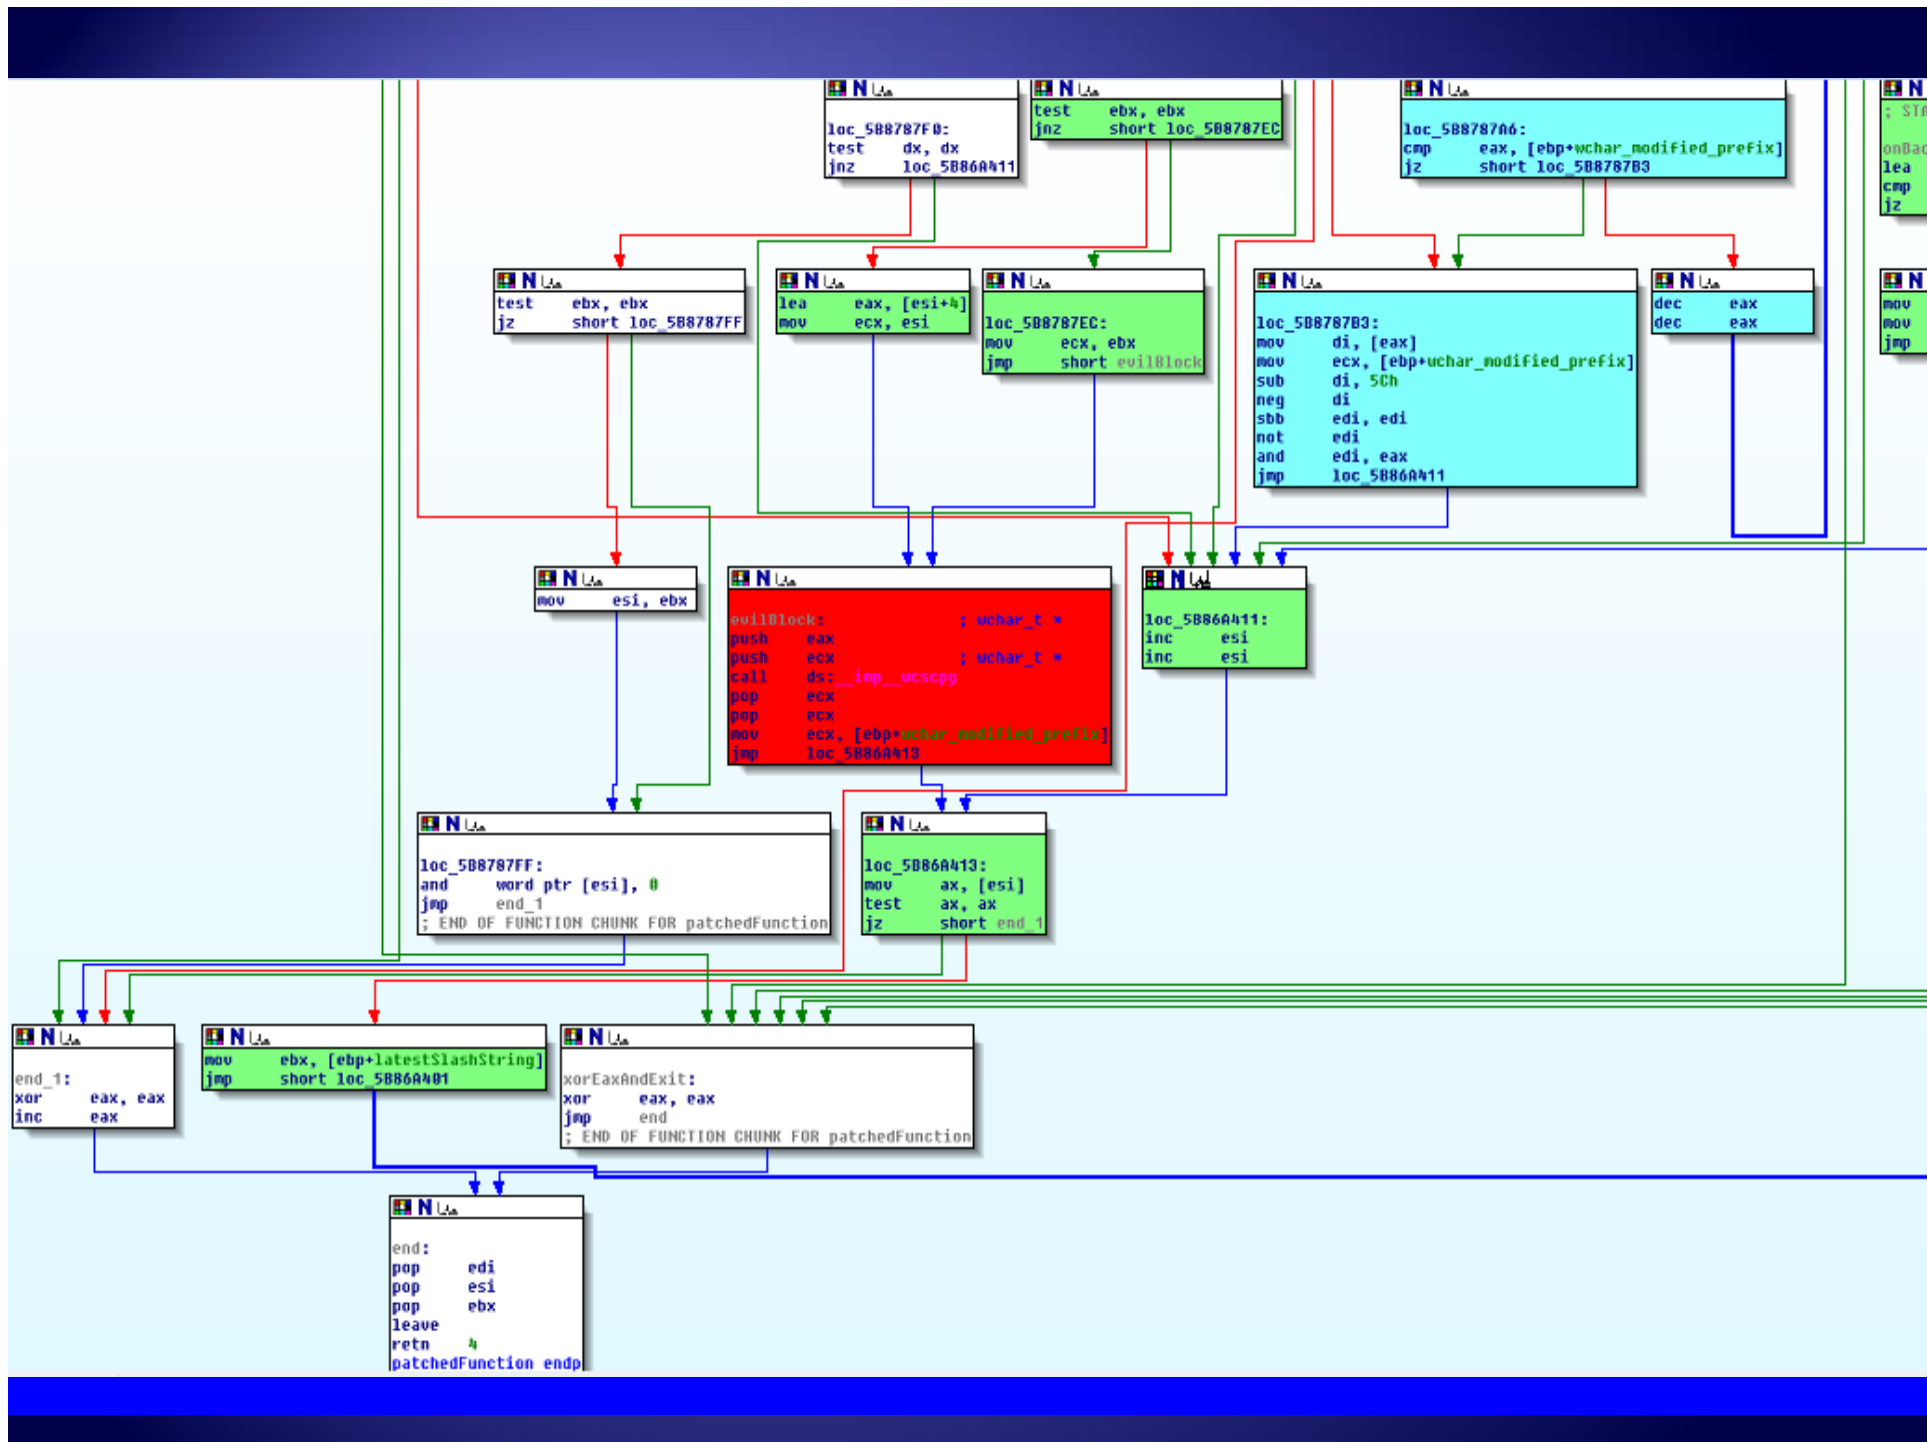 loc_5B8787F0:
test dx, dx
jnz loc_5B86A411
test ebx, ebx
jnz short loc_5B8787EC
loc_5B8787A6:
cmp eax, [ebp+wchar_modified_prefix]
jz short loc_5B8787B3
; STA
onBac
lea
cmp
jz
test ebx, ebx
jz short loc_5B8787FF
lea eax, [esi+4]
mov ecx, esi
loc_5B8787EC:
mov ecx, ebx
jmp short evilBlock
loc_5B8787B3:
mov di, [eax]
mov ecx, [ebp+wchar_modified_prefix]
sub di, 5Ch
neg di
sbb edi, edi
not edi
and edi, eax
jmp loc_5B86A411
dec eax
dec eax
mov
mov
jmp
mov esi, ebx
evilBlock: ; wchar_t *
push eax
push ecx ; wchar_t *
call ds:__imp__wcscpy
pop ecx
pop ecx
mov ecx, [ebp+wchar_modified_prefix]
jmp loc_5B86A413
loc_5B86A411:
inc esi
inc esi
loc_5B8787FF:
and word ptr [esi], 0
jmp end_1
; END OF FUNCTION CHUNK FOR patchedFunction
loc_5B86A413:
mov ax, [esi]
test ax, ax
jz short end_1
end_1:
xor eax, eax
inc eax
mov ebx, [ebp+latestSlashString]
jmp short loc_5B86A401
xorEaxAndExit:
xor eax, eax
jmp end
; END OF FUNCTION CHUNK FOR patchedFunction
end:
pop edi
pop esi
pop ebx
leave
retn 4
patchedFunction endp